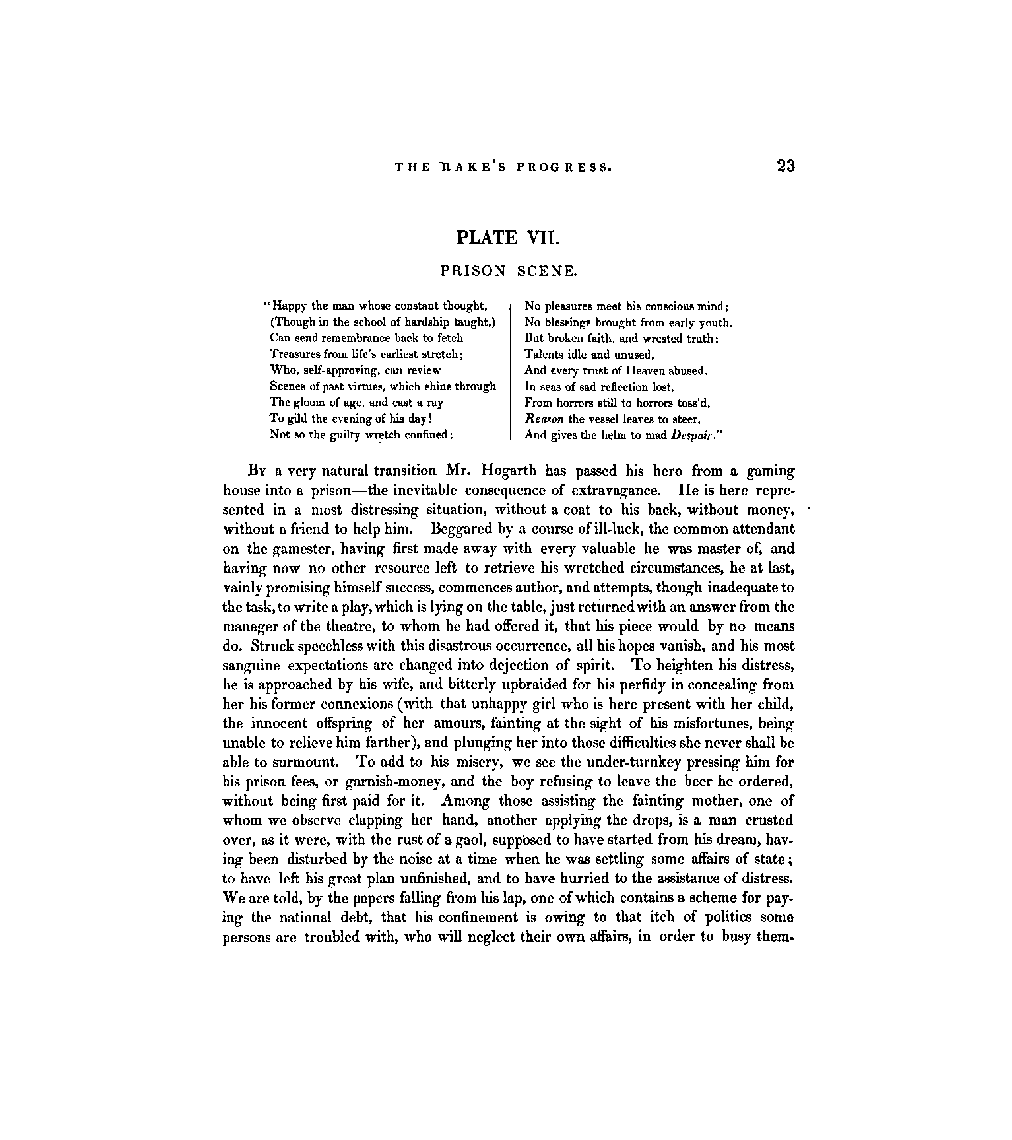 THE RAKE'S PROGRESS. 23
PLATE VII.
PRISON SCENE.
"Happy the man whose constant thought,
(Though in the school of hardship taught,)
Can send remembrance back to fetch
Treasures from life's earliest stretch;
Who, self-approving, can review
Scenes of past virtues, which shine through
The gloom of age, and cast a ray
To gild the evening of his day!
Not so the guilty wretch confined:
No pleasures meet his conscious mind;
No blessings brought from early youth,
But broken faith, and wrested truth:
Talents idle and unused,
And every trust of Heaven abused,
In seas of sad reflection lost,
From horrors still to horrors toss'd,
Reason the vessel leaves to steer,
And gives the helm to mad Despair."
By a very natural transition Mr. Hogarth has passed his hero from a gaming
house into a prison—the inevitable consequence of extravagance. He is here repre-
sented in a most distressing situation, without a coat to his back, without money,
without a friend to help him. Beggared by a course of ill-luck, the common attendant
on the gamester, having first made away with every valuable he was master of, and
having now no other resource left to retrieve his wretched circumstances, he at last,
vainly promising himself success, commences author, and attempts, though inadequate to
the task, to write a play, which is lying on the table, just returned with an answer from the
manager of the theatre, to whom he had offered it, that his piece would by no means
do. Struck speechless with this disastrous occurrence, all his hopes vanish, and his most
sanguine expectations are changed into dejection of spirit. To heighten his distress,
he is approached by his wife, and bitterly upbraided for his perfidy in concealing from
her his former connexions (with that unhappy girl who is here present with her child,
the innocent offspring of her amours, fainting at the sight of his misfortunes, being
unable to relieve him farther), and plunging her into those difficulties she never shall be
able to surmount. To add to his misery, we see the under-turnkey pressing him for
his prison fees, or garnish-money, and the boy refusing to leave the beer he ordered,
without being first paid for it. Among those assisting the fainting mother, one of
whom we observe clapping her hand, another applying the drops, is a man crusted
over, as it were, with the rust of a gaol, supposed to have started from his dream, hav-
ing been disturbed by the noise at a time when he was settling some affairs of state;
to have left his great plan unfinished, and to have hurried to the assistance of distress.
We are told, by the papers falling from his lap, one of which contains a scheme for pay-
ing the national debt, that his confinement is owing to that itch of politics some
persons are troubled with, who will neglect their own affairs, in order to busy them-